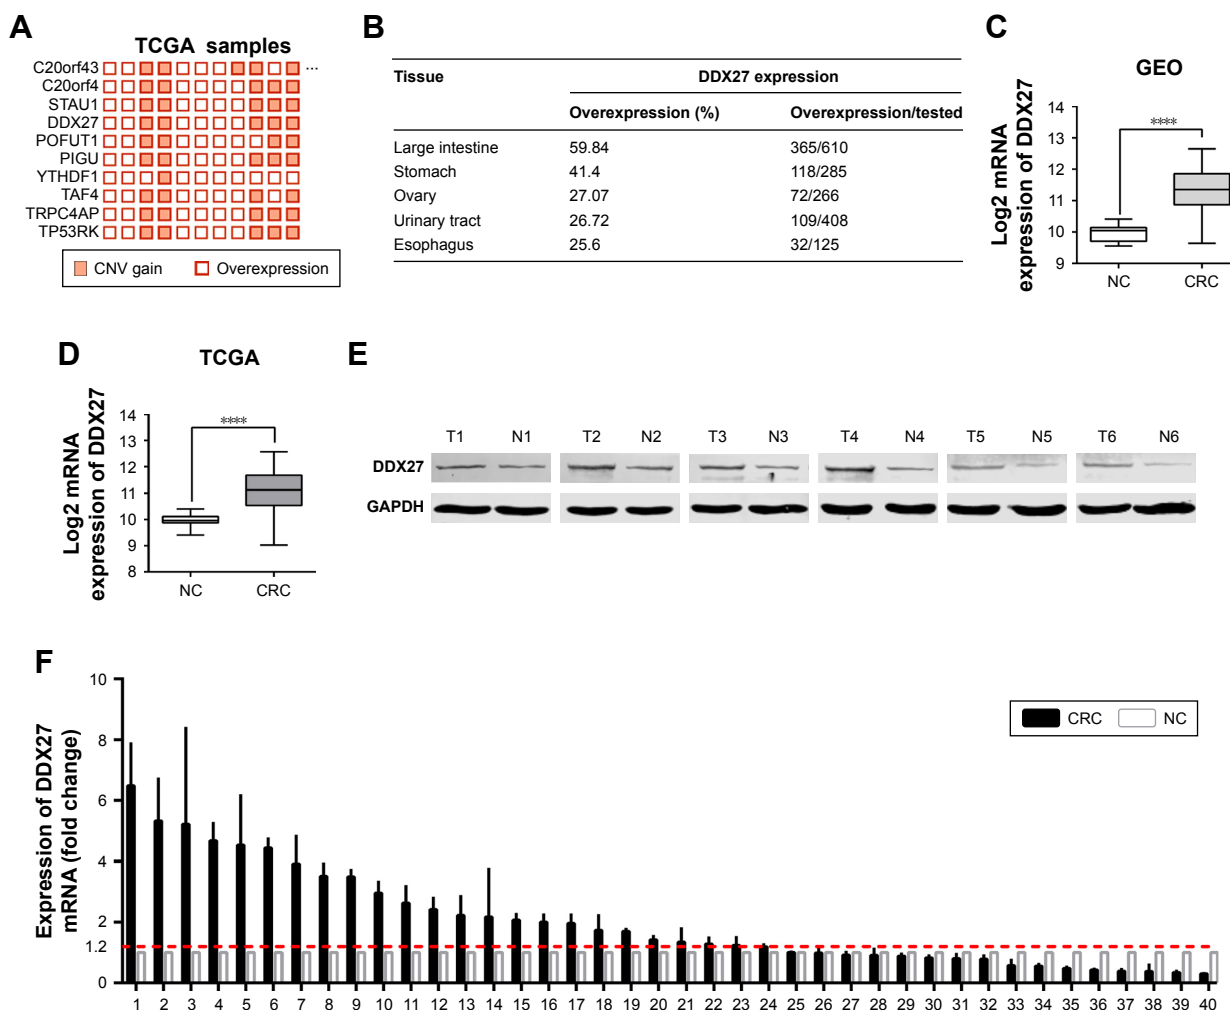 A
TCGA samples
C20orf43
...
C20orf4
STAU1
DDX27
POFUT1
PIGU
YTHDF1
TAF4
TRPC4AP
TP53RK
CNV gain
Overexpression
B
Tissue
DDX27 expression
Overexpression (%)
Overexpression/tested
Large intestine 59.84 365/610
Stomach 41.4 118/285
Ovary 27.07 72/266
Urinary tract 26.72 109/408
Esophagus 25.6 32/125
C
GEO
Log2 mRNA
expression of DDX27
14
13
12
11
10
9
****
NC CRC
D
TCGA
Log2 mRNA
expression of DDX27
14
13
12
11
10
9
8
****
NC CRC
E
T1 N1 T2 N2 T3 N3 T4 N4 T5 N5 T6 N6
DDX27
GAPDH
F
Expression of DDX27
mRNA (fold change)
10
8
6
4
2
1.2
0
CRC NC
1 2 3 4 5 6 7 8 9 10 11 12 13 14 15 16 17 18 19 20 21 22 23 24 25 26 27 28 29 30 31 32 33 34 35 36 37 38 39 40